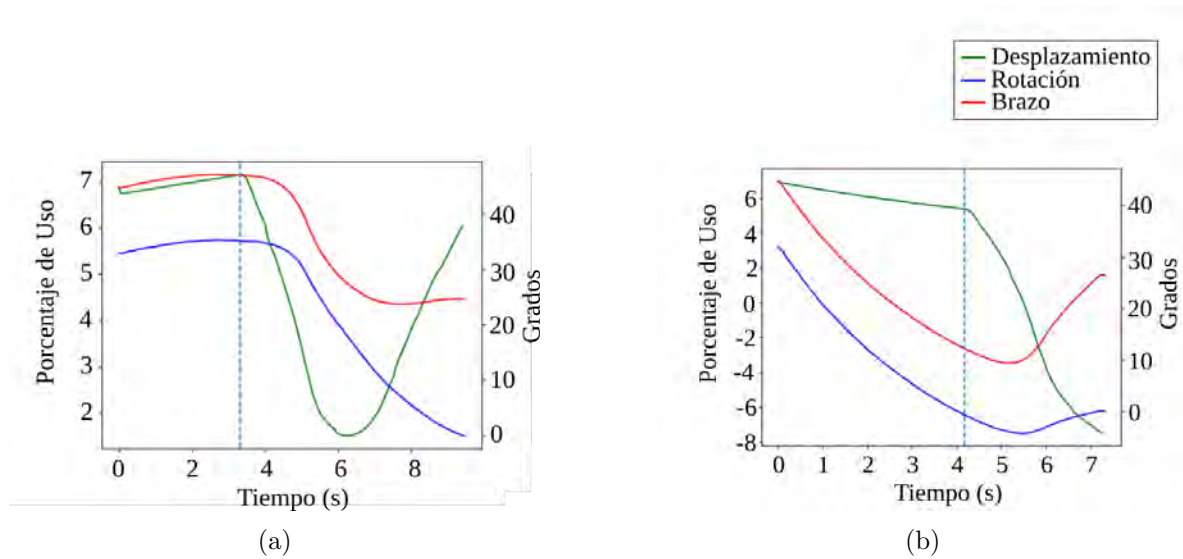 Desplazamiento
Rotación
Brazo
Porcentaje de Uso
7
6
5
4
3
2
40
30
20
10
0
Grados
0 2 4 6 8
Tiempo (s)
(a)
Porcentaje de Uso
6
4
2
0
-2
-4
-6
-8
40
30
20
10
0
Grados
0 1 2 3 4 5 6 7
Tiempo (s)
(b)